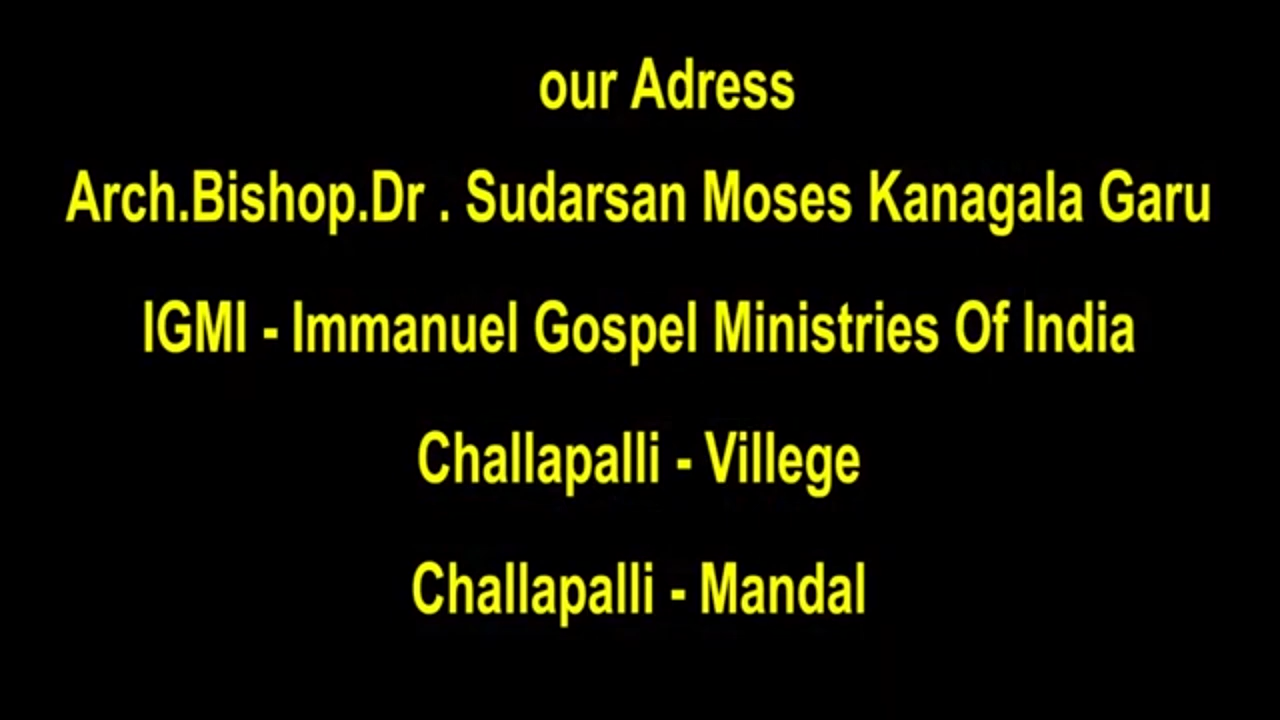 our Adress
Arch.Bishop.Dr . Sudarsan Moses Kanagala Garu
IGMI - Immanuel Gospel Ministries Of India
Challapalli - Villege
Challapalli - Mandal